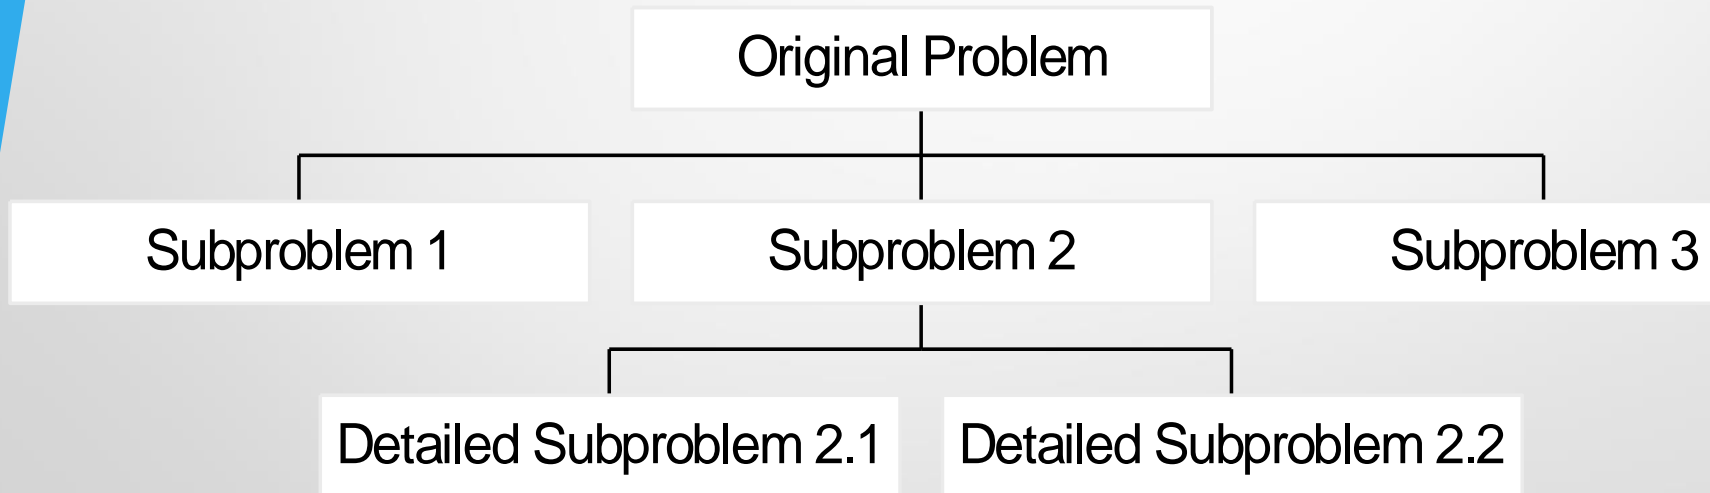 Original Problem
Subproblem 1
Subproblem 2
Subproblem 3
Detailed Subproblem 2.1
Detailed Subproblem 2.2